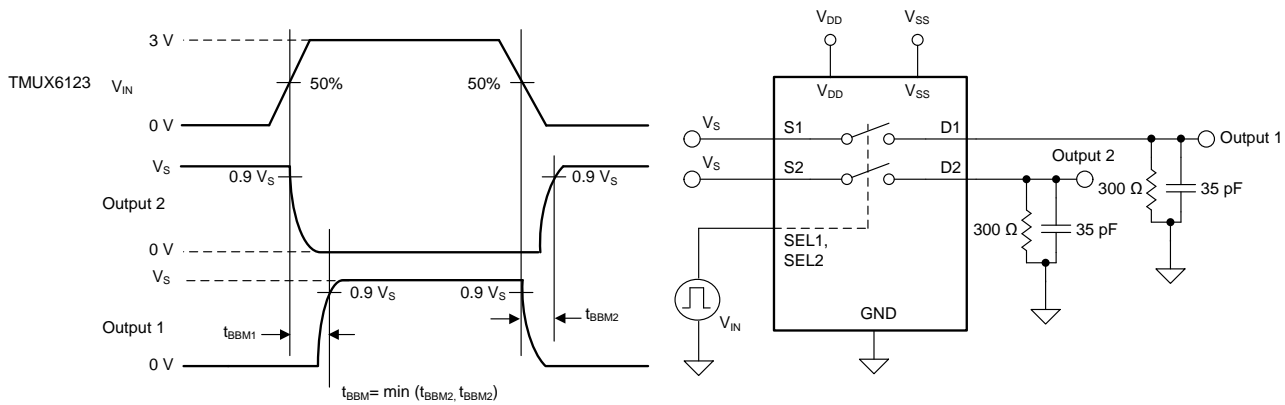 TMUX6123
V_IN
3 V
50%
50%
0 V
V_S
0.9 V_S
0.9 V_S
Output 2
0 V
V_S
0.9 V_S
0.9 V_S
t_BBM1
t_BBM2
Output 1
0 V
t_BBM= min (t_BBM2, t_BBM2)
V_DD
V_SS
V_DD
V_SS
V_S
S1
D1
Output 1
V_S
S2
D2
Output 2
300 Ω
35 pF
300 Ω
35 pF
SEL1,
SEL2
V_IN
GND